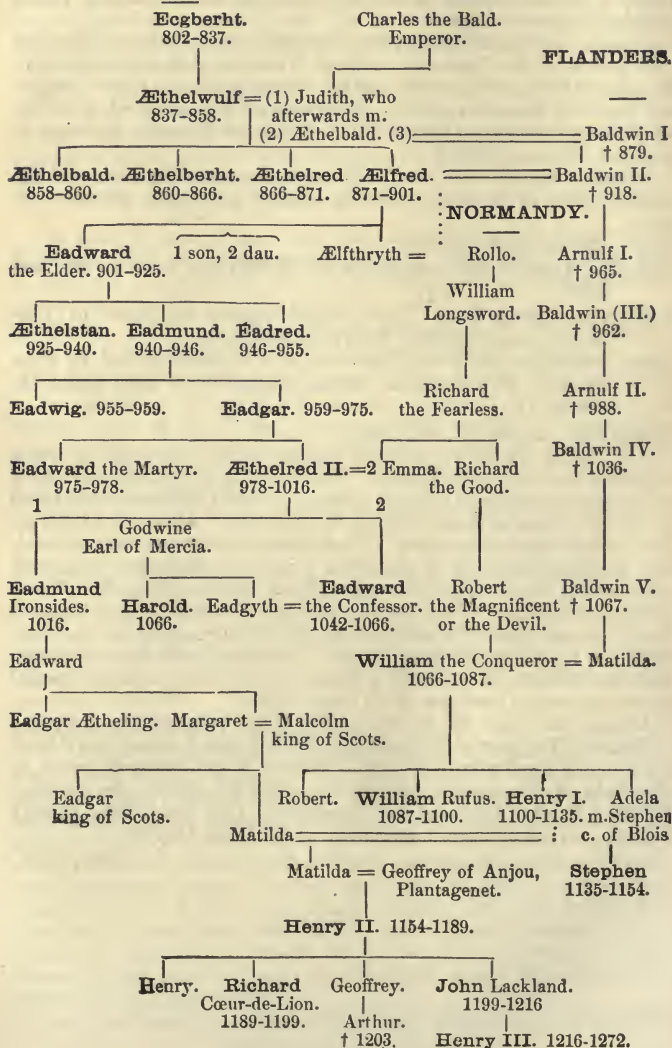 Ecgberht. Charles the Bald.
802-837. Emperor.
FLANDERS.
Æthelwulf = (1) Judith, who
837-858. afterwards m.
(2) Æthelbald. (3) Baldwin I
† 879.
Æthelbald. Æthelberht. Æthelred Ælfred. Baldwin II.
858-860. 860-866. 866-871. 871-901. † 918.
NORMANDY.
Eadward 1 son, 2 dau. Ælfthryth = Rollo. Arnulf I.
the Elder. 901-925. † 965.
William
Longsword. Baldwin (III.)
Æthelstan. Eadmund. Eadred. † 962.
925-940. 940-946. 946-955.
Richard Arnulf II.
Eadwig. 955-959. Eadgar. 959-975. the Fearless. † 988.
Baldwin IV.
Eadward the Martyr. Æthelred II.=2 Emma. Richard † 1036.
975-978. 978-1016. the Good.
1 2
Godwine
Earl of Mercia.
Eadmund Eadward Robert Baldwin V.
Ironsides. Harold. Eadgyth = the Confessor. the Magnificent † 1067.
1016. 1066. 1042-1066. or the Devil.
Eadward William the Conqueror = Matilda.
1066-1087.
Eadgar Ætheling. Margaret = Malcolm
king of Scots.
Eadgar Robert. William Rufus. Henry I. Adela
king of Scots. 1087-1100. 1100-1135. m.Stephen
Matilda : c. of Blois
Matilda = Geoffrey of Anjou, Stephen
Plantagenet. 1135-1154.
Henry II. 1154-1189.
Henry. Richard Geoffrey. John Lackland.
Cœur-de-Lion. 1199-1216
1189-1199. Arthur.
† 1203. Henry III. 1216-1272.